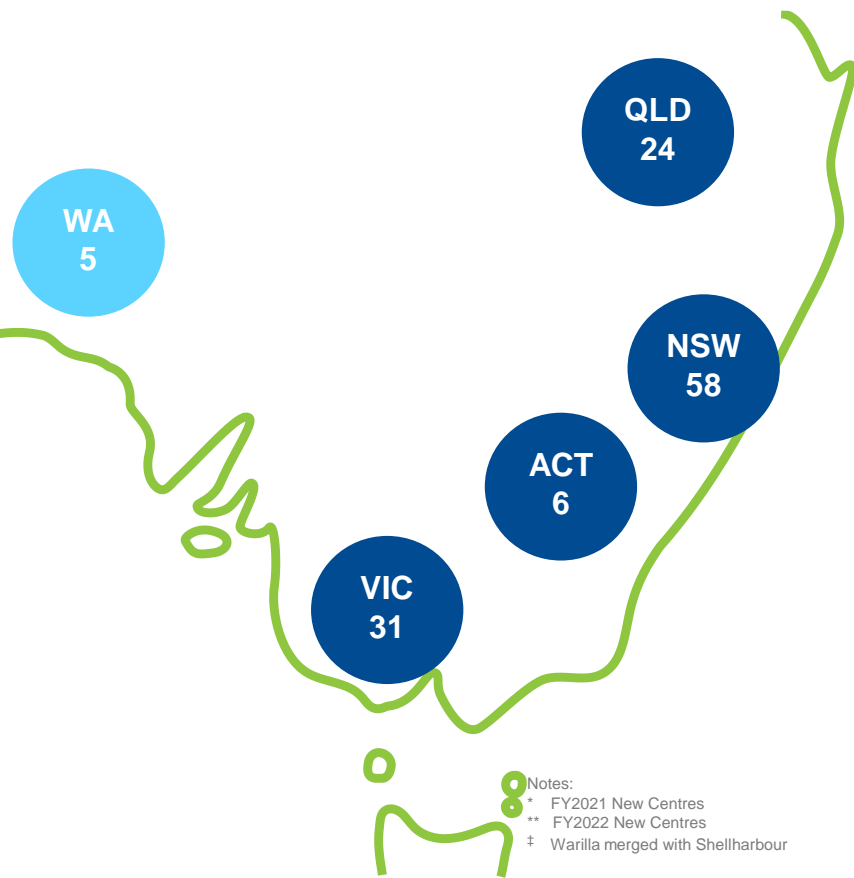 QLD
24
WA
5
NSW
58
ACT
6
VIC
31
Notes:
* FY2021 New Centres
** FY2022 New Centres
‡ Warilla merged with Shellharbour